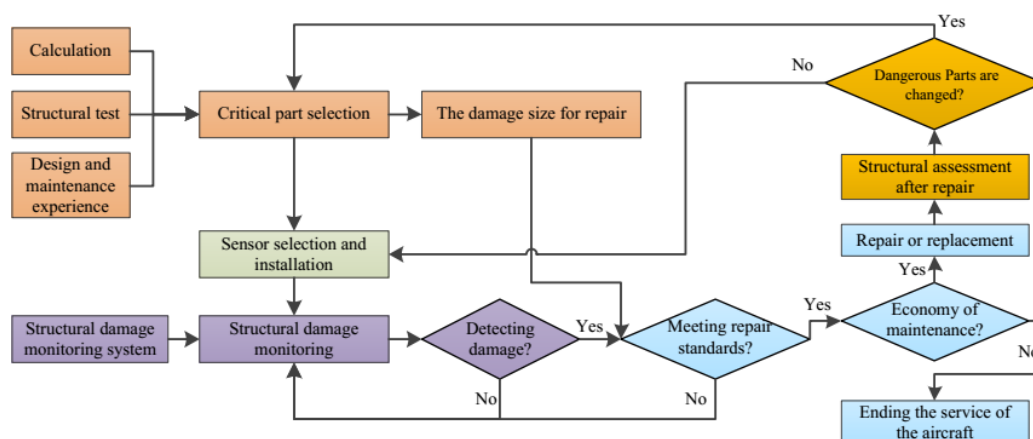 Yes
Calculation
No
Dangerous Parts are
changed?
Structural test
Critical part selection
The damage size for repair
Design and
maintenance
experience
Structural assessment
after repair
Sensor selection and
installation
Repair or replacement
Yes
Structural damage
monitoring system
Structural damage
monitoring
Detecting
damage?
Yes
Meeting repair
standards?
Yes
Economy of
maintenance?
No
No
No
Ending the service of
the aircraft